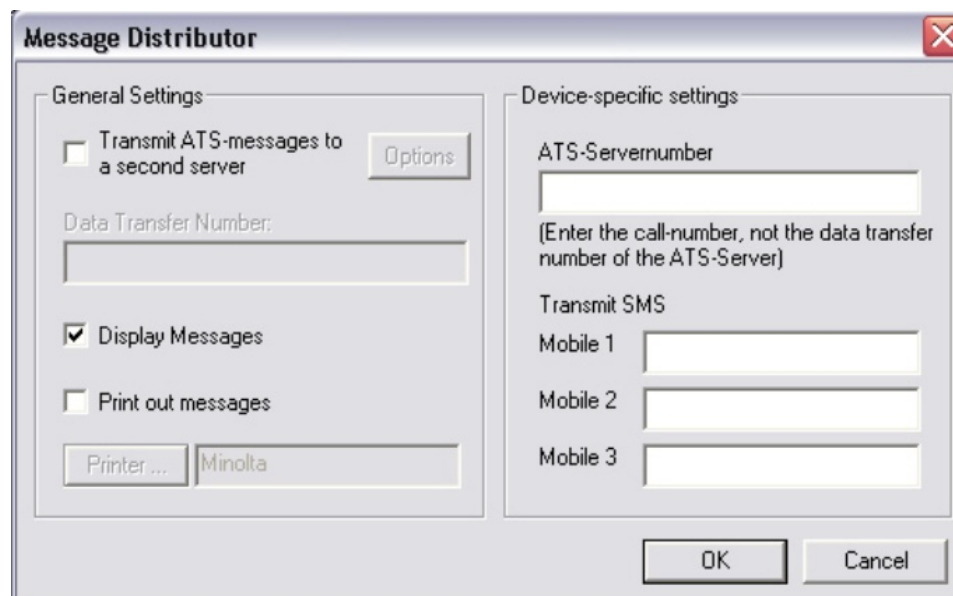 Message Distributor
General Settings
Transmit ATS-messages to
a second server
Options
Data Transfer Number:
Display Messages
Print out messages
Printer ...
Minolta
Device-specific settings
ATS-Servernumber
(Enter the call-number, not the data transfer
number of the ATS-Server)
Transmit SMS
Mobile 1
Mobile 2
Mobile 3
OK
Cancel